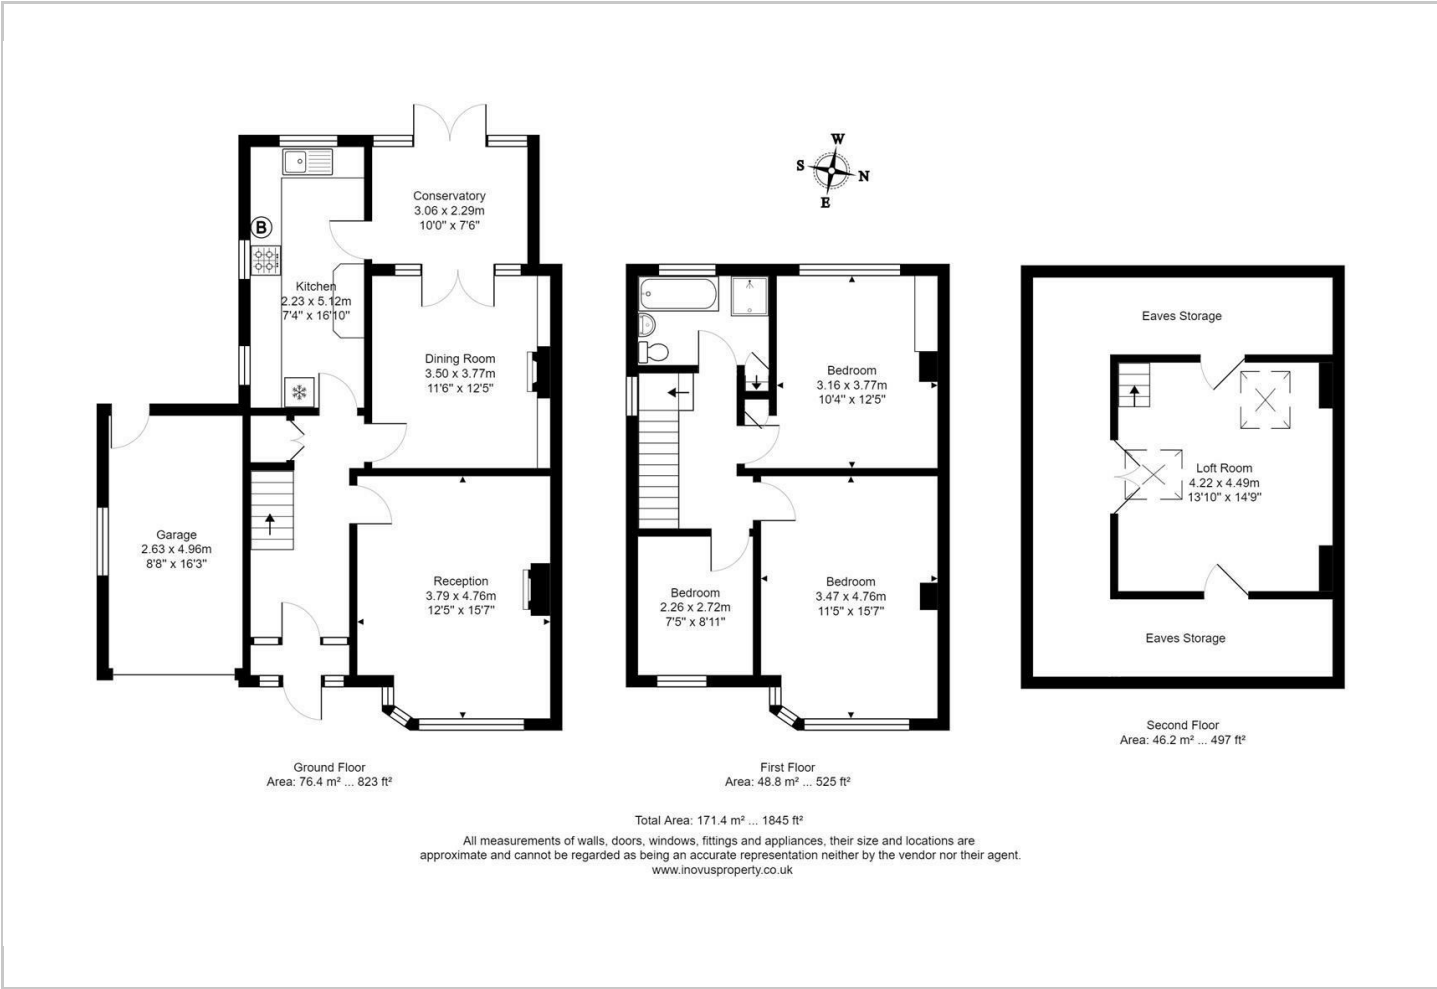 W
S
N
E
Conservatory
3.06 x 2.29m
10'0" x 7'6"
B
Kitchen
2.23 x 5.12m
7'4" x 16'10"
Dining Room
3.50 x 3.77m
11'6" x 12'5"
Garage
2.63 x 4.96m
8'8" x 16'3"
Reception
3.79 x 4.76m
12'5" x 15'7"
Ground Floor
Area: 76.4 m² ... 823 ft²
Bedroom
3.16 x 3.77m
10'4" x 12'5"
Bedroom
2.26 x 2.72m
7'5" x 8'11"
Bedroom
3.47 x 4.76m
11'5" x 15'7"
First Floor
Area: 48.8 m² ... 525 ft²
Eaves Storage
Loft Room
4.22 x 4.49m
13'10" x 14'9"
Eaves Storage
Second Floor
Area: 46.2 m² ... 497 ft²
Total Area: 171.4 m² ... 1845 ft²
All measurements of walls, doors, windows, fittings and appliances, their size and locations are
approximate and cannot be regarded as being an accurate representation neither by the vendor nor their agent.
www.inovusproperty.co.uk